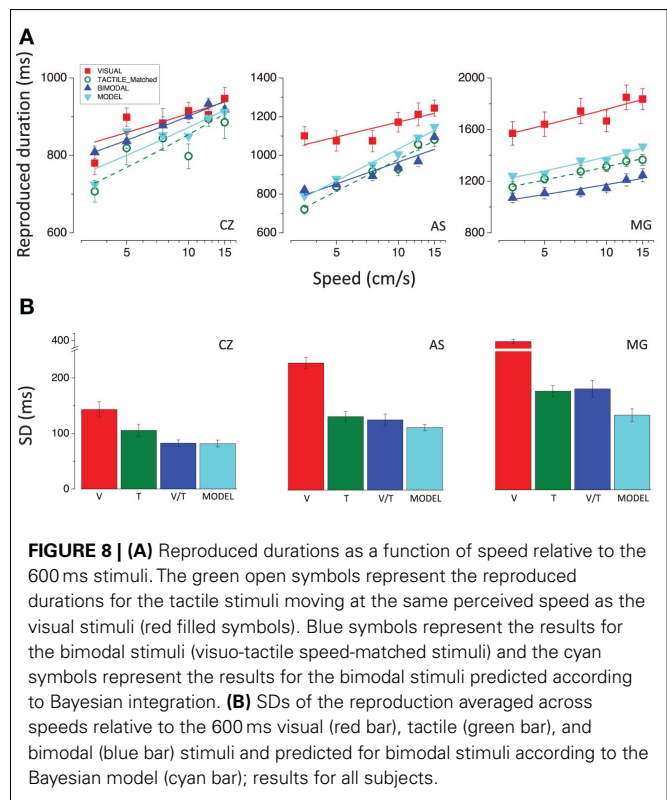 A
Reproduced duration (ms)
1000
800
600
VISUAL
TACTILE_Matched
BIMODAL
MODEL
CZ
5
10
15
1400
1200
1000
800
600
AS
5
10
15
2000
1600
1200
800
MG
5
10
15
Speed (cm/s)
B
SD (ms)
400
200
100
0
CZ
V
T
V/T
MODEL
AS
V
T
V/T
MODEL
MG
V
T
V/T
MODEL
FIGURE 8 | (A) Reproduced durations as a function of speed relative to the
600 ms stimuli. The green open symbols represent the reproduced
durations for the tactile stimuli moving at the same perceived speed as the
visual stimuli (red filled symbols). Blue symbols represent the results for
the bimodal stimuli (visuo-tactile speed-matched stimuli) and the cyan
symbols represent the results for the bimodal stimuli predicted according
to Bayesian integration. (B) SDs of the reproduction averaged across
speeds relative to the 600 ms visual (red bar), tactile (green bar), and
bimodal (blue bar) stimuli and predicted for bimodal stimuli according to the
Bayesian model (cyan bar); results for all subjects.